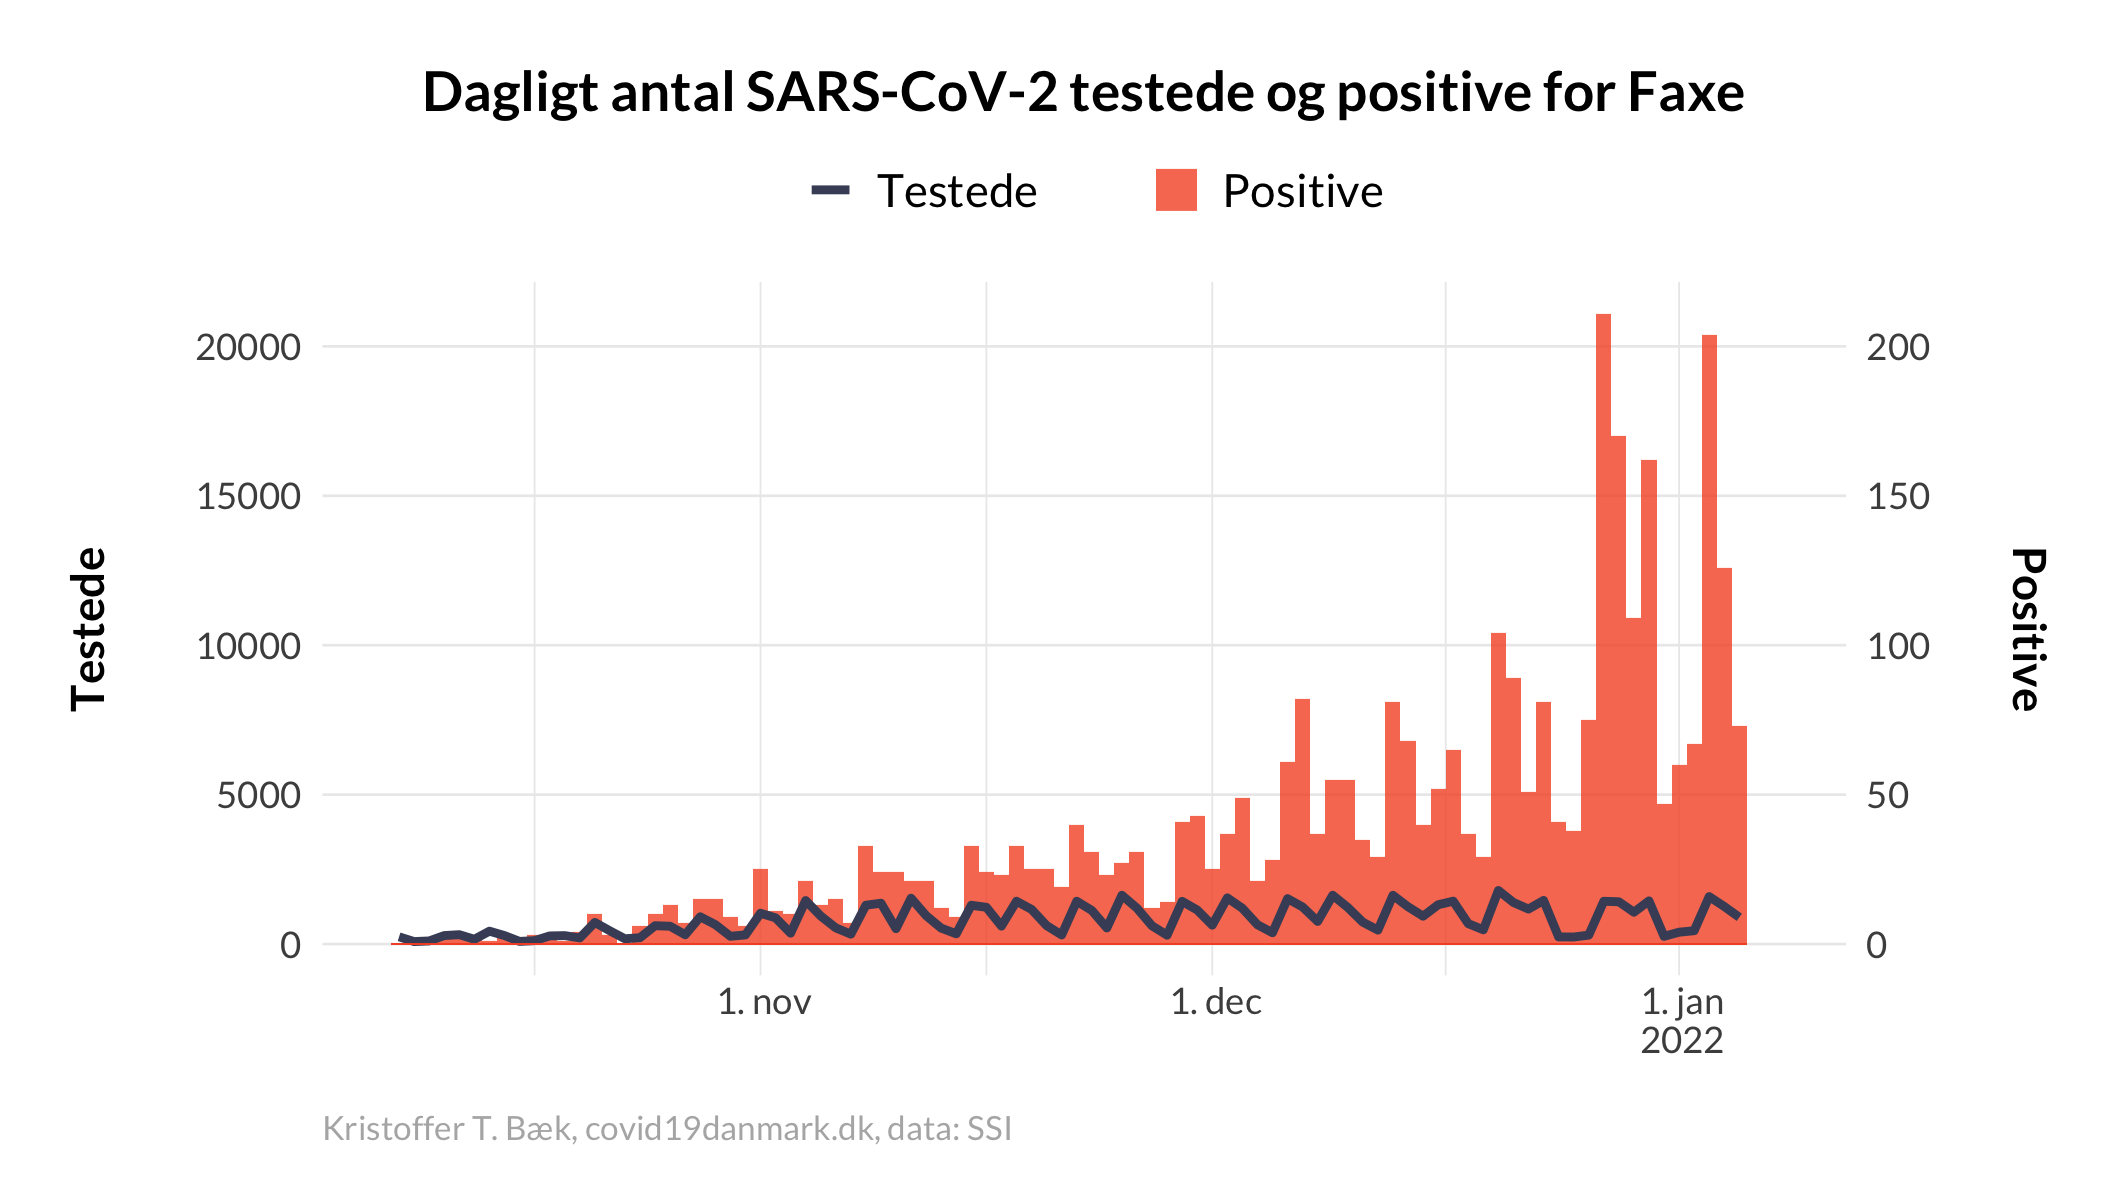 Dagligt antal SARS-CoV-2 testede og positive for Faxe
Testede
Positive
20000
15000
10000
5000
0
200
150
100
50
0
Testede
Positive
1. nov
1. dec
1. jan
2022
Kristoffer T. Bæk, covid19danmark.dk, data: SSI